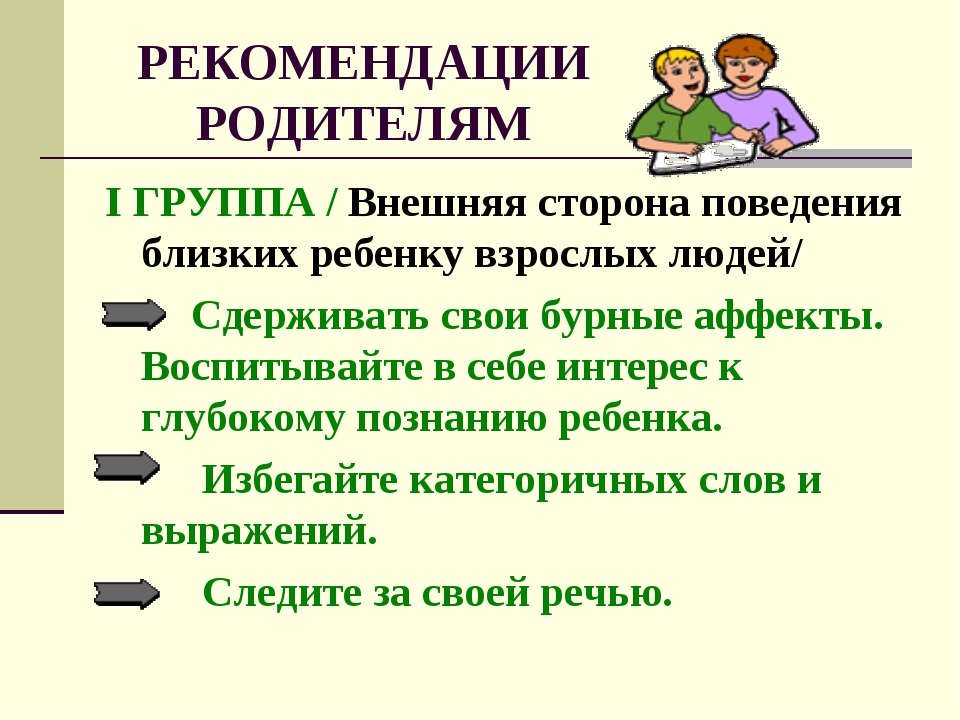 РЕКОМЕНДАЦИИ
РОДИТЕЛЯМ
I ГРУППА / Внешняя сторона поведения
близких ребенку взрослых людей/
Сдерживать свои бурные аффекты.
Воспитывайте в себе интерес к
глубокому познанию ребенка.
Избегайте категоричных слов и
выражений.
Следите за своей речью.